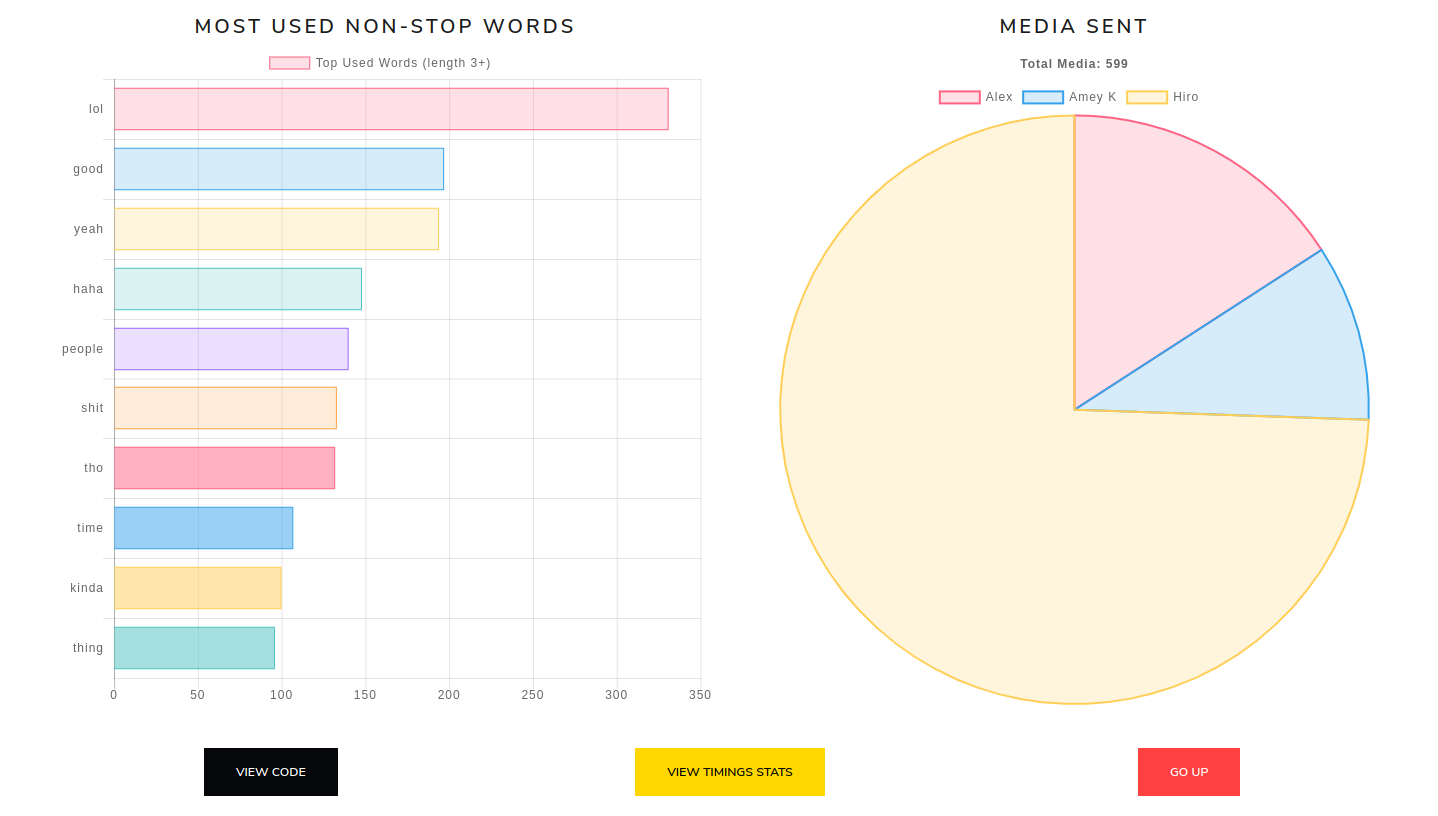 MOST USED NON-STOP WORDS
Top Used Words (length 3+)
lol
good
yeah
haha
people
shit
tho
time
kinda
thing
0 50 100 150 200 250 300 350
MEDIA SENT
Total Media: 599
Alex Amey K Hiro
VIEW CODE
VIEW TIMINGS STATS
GO UP